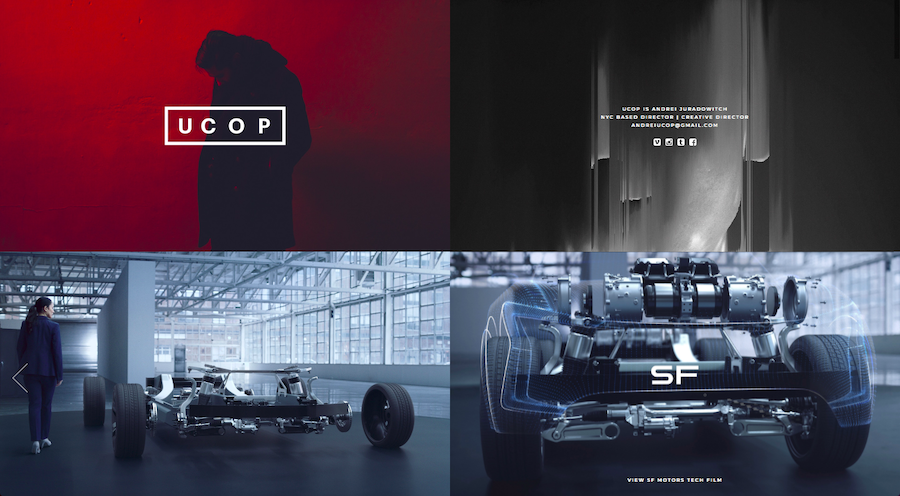 UCOP
UCOP IS ANDREI JURADOWITCH
NYC BASED DIRECTOR | CREATIVE DIRECTOR
ANDREIUCOP@GMAIL.COM
SF
VIEW SF MOTORS TECH FILM